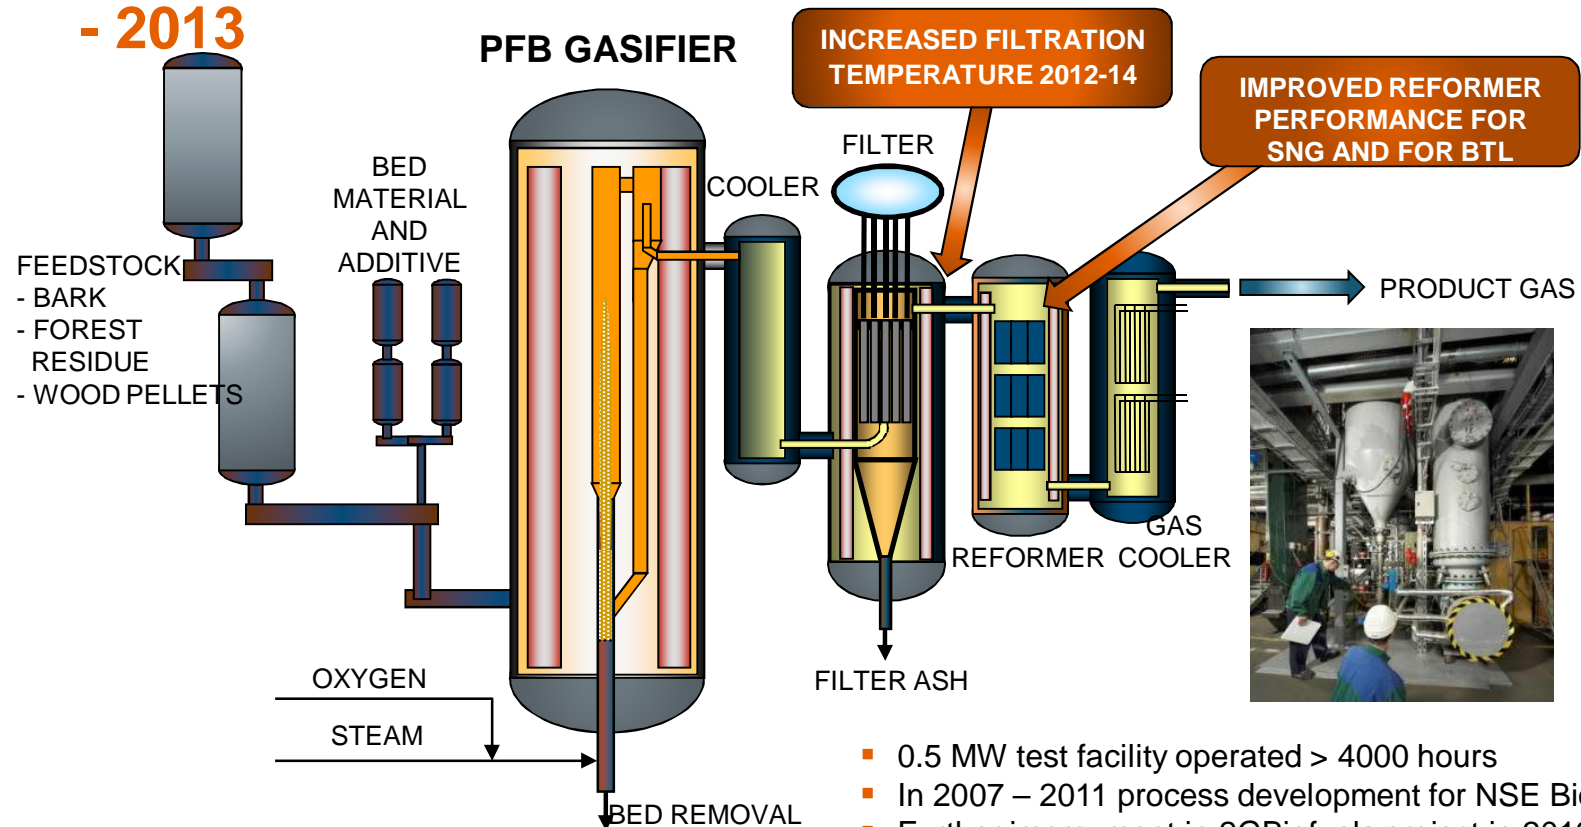 - 2013
PFB GASIFIER
INCREASED FILTRATION
TEMPERATURE 2012-14
IMPROVED REFORMER
PERFORMANCE FOR
SNG AND FOR BTL
FILTER
BED
MATERIAL
AND
ADDITIVE
COOLER
FEEDSTOCK
- BARK
- FOREST
RESIDUE
- WOOD PELLETS
PRODUCT GAS
GAS
COOLER
REFORMER
FILTER ASH
OXYGEN
STEAM
BED REMOVAL
▪ 0.5 MW test facility operated > 4000 hours
▪ In 2007 – 2011 process development for NSE
▪ Further in